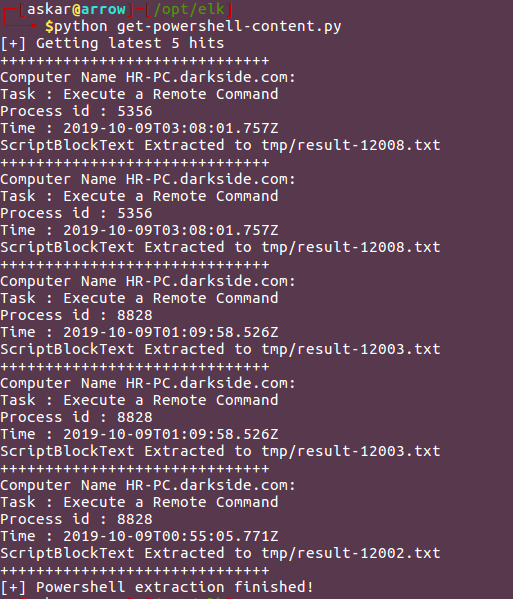 [askar@arrow]-[/opt/elk]
$python get-powershell-content.py
[+] Getting latest 5 hits
++++++++++++++++++++++++++++++
Computer Name HR-PC.darkside.com:
Task : Execute a Remote Command
Process id : 5356
Time : 2019-10-09T03:08:01.757Z
ScriptBlockText Extracted to tmp/result-12008.txt
++++++++++++++++++++++++++++++
Computer Name HR-PC.darkside.com:
Task : Execute a Remote Command
Process id : 5356
Time : 2019-10-09T03:08:01.757Z
ScriptBlockText Extracted to tmp/result-12008.txt
++++++++++++++++++++++++++++++
Computer Name HR-PC.darkside.com:
Task : Execute a Remote Command
Process id : 8828
Time : 2019-10-09T01:09:58.526Z
ScriptBlockText Extracted to tmp/result-12003.txt
++++++++++++++++++++++++++++++
Computer Name HR-PC.darkside.com:
Task : Execute a Remote Command
Process id : 8828
Time : 2019-10-09T01:09:58.526Z
ScriptBlockText Extracted to tmp/result-12003.txt
++++++++++++++++++++++++++++++
Computer Name HR-PC.darkside.com:
Task : Execute a Remote Command
Process id : 8828
Time : 2019-10-09T00:55:05.771Z
ScriptBlockText Extracted to tmp/result-12002.txt
++++++++++++++++++++++++++++++
[+] Powershell extraction finished!